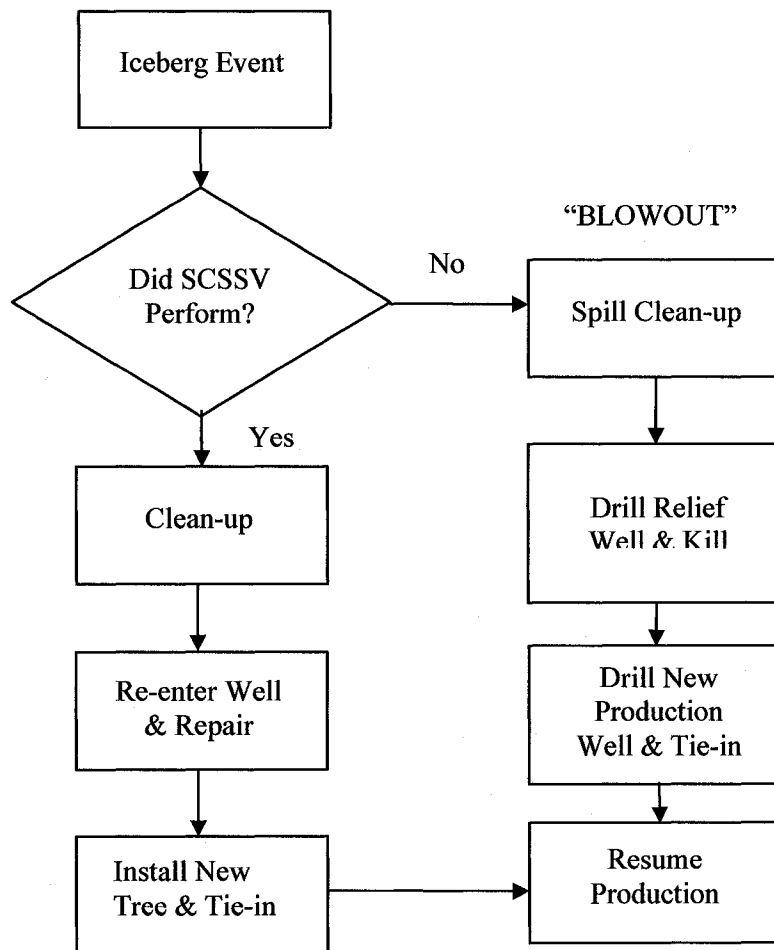 Iceberg Event
Did SCSSV
Perform?
Yes
Clean-up
Re-enter Well
& Repair
Install New
Tree & Tie-in
No
“BLOWOUT”
Spill Clean-up
Drill Relief
Well & Kill
Drill New
Production
Well & Tie-in
Resume
Production